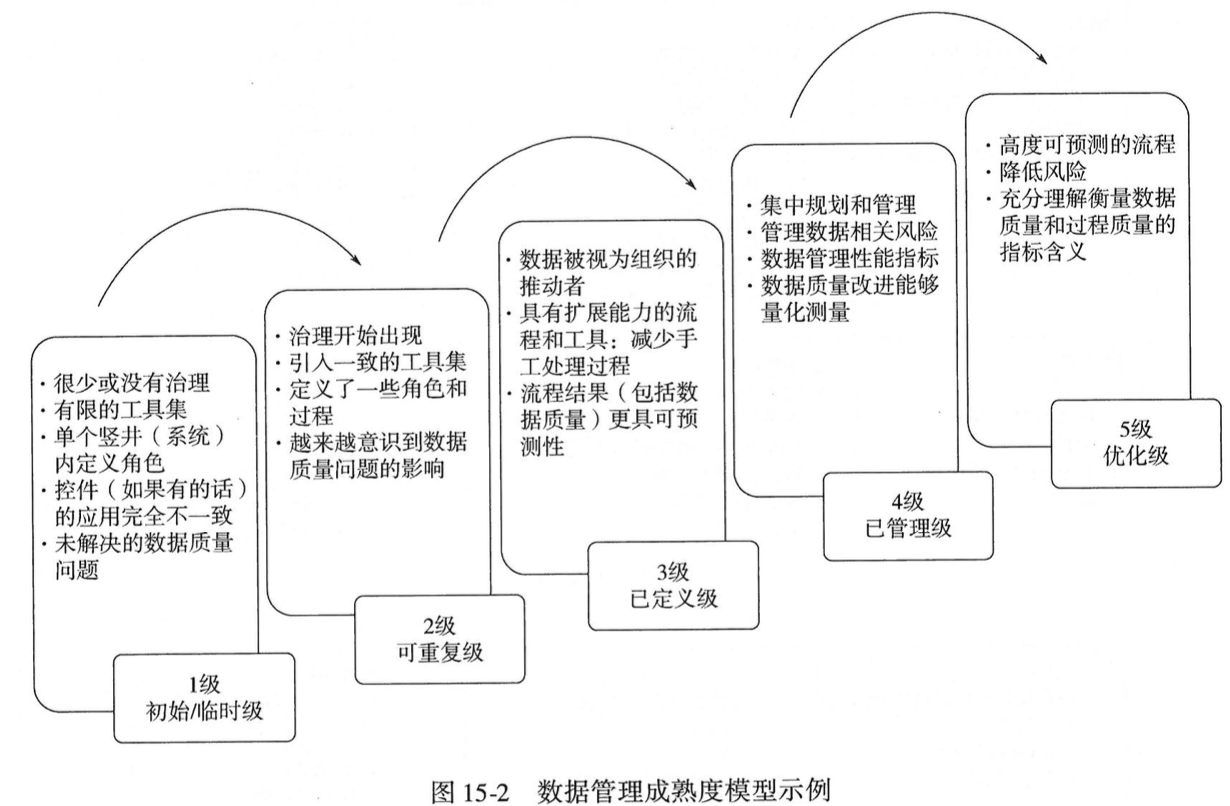 · 很少或没有治理
· 有限的工具集
· 单个竖井（系统）
内定义角色
· 控件（如果有的话）
的应用完全不一致
· 未解决的数据质量
问题
1级
初始/临时级
· 治理开始出现
· 引入一致的工具集
· 定义了一些角色和
过程
· 越来越意识到数据
质量问题的影响
2级
可重复级
· 数据被视为组织的
推动者
· 具有扩展能力的流
程和工具：减少手
工处理过程
· 流程结果（包括数
据质量）更具可预
测性
3级
已定义级
· 集中规划和管理
· 管理数据相关风险
· 数据管理性能指标
· 数据质量改进能够
量化测量
4级
已管理级
· 高度可预测的流程
· 降低风险
· 充分理解衡量数据
质量和过程质量的
指标含义
5级
优化级
图 15-2 数据管理成熟度模型示例